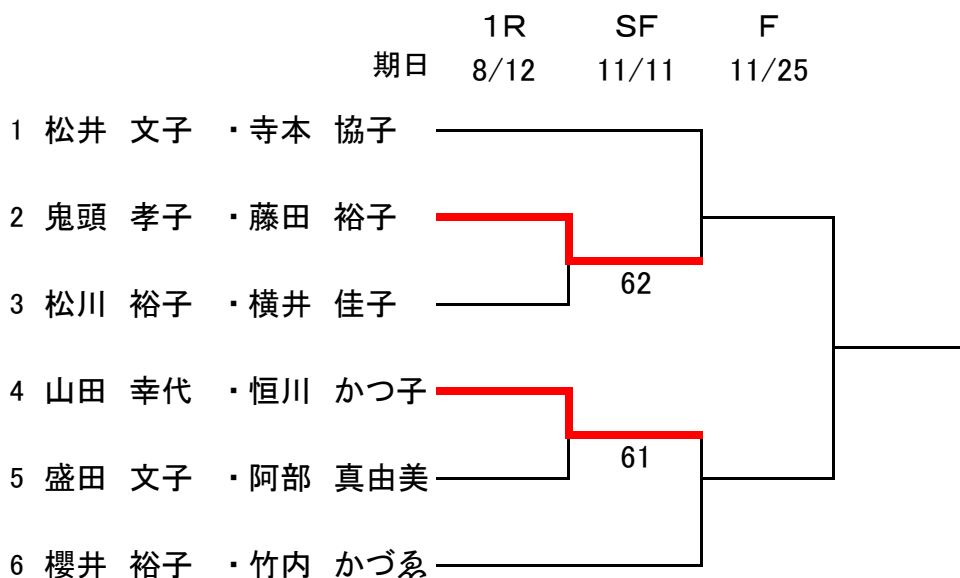 1R SF F
期日 8/12 11/11 11/25
1 松井 文子 ・寺本 協子
2 鬼頭 孝子 ・藤田 裕子
62
3 松川 裕子 ・横井 佳子
4 山田 幸代 ・恒川 かつ子
61
5 盛田 文子 ・阿部 真由美
6 櫻井 裕子 ・竹内 かづゑ